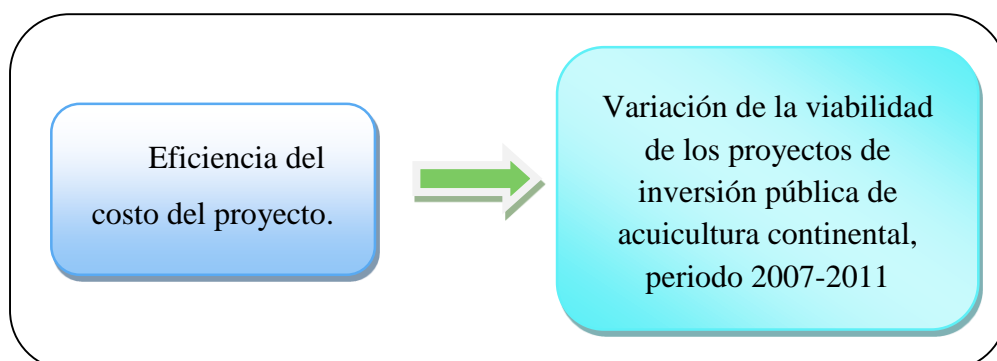 Eficiencia del
costo del proyecto.
Variación de la viabilidad
de los proyectos de
inversión pública de
acuicultura continental,
periodo 2007-2011